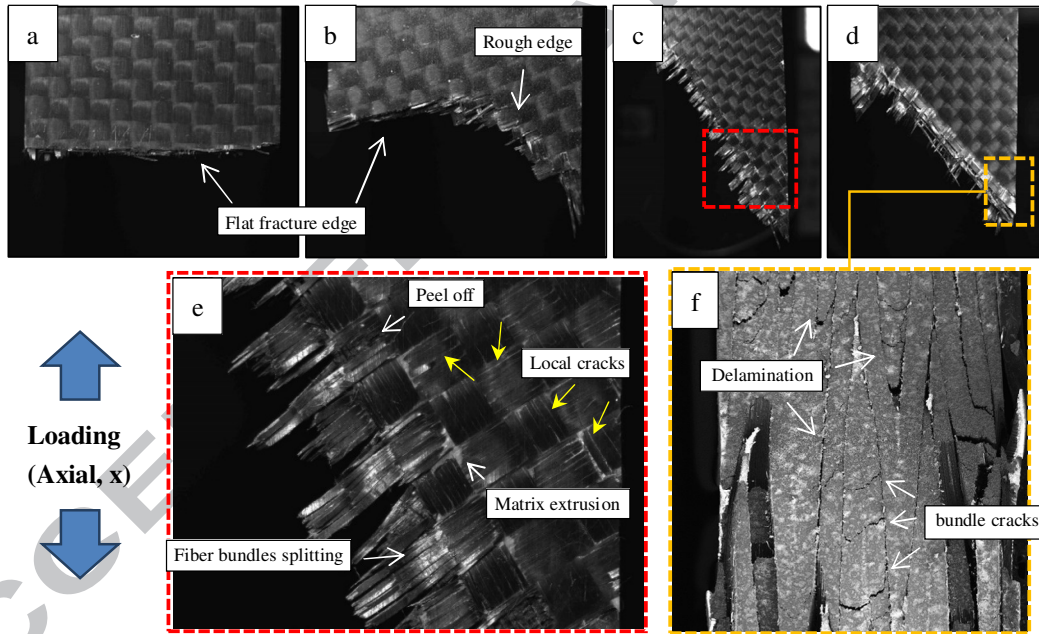 a
b
c
d
Rough edge
Flat fracture edge
e
f
Peel off
Local cracks
Delamination
Loading
(Axial, x)
Matrix extrusion
bundle cracks
Fiber bundles splitting